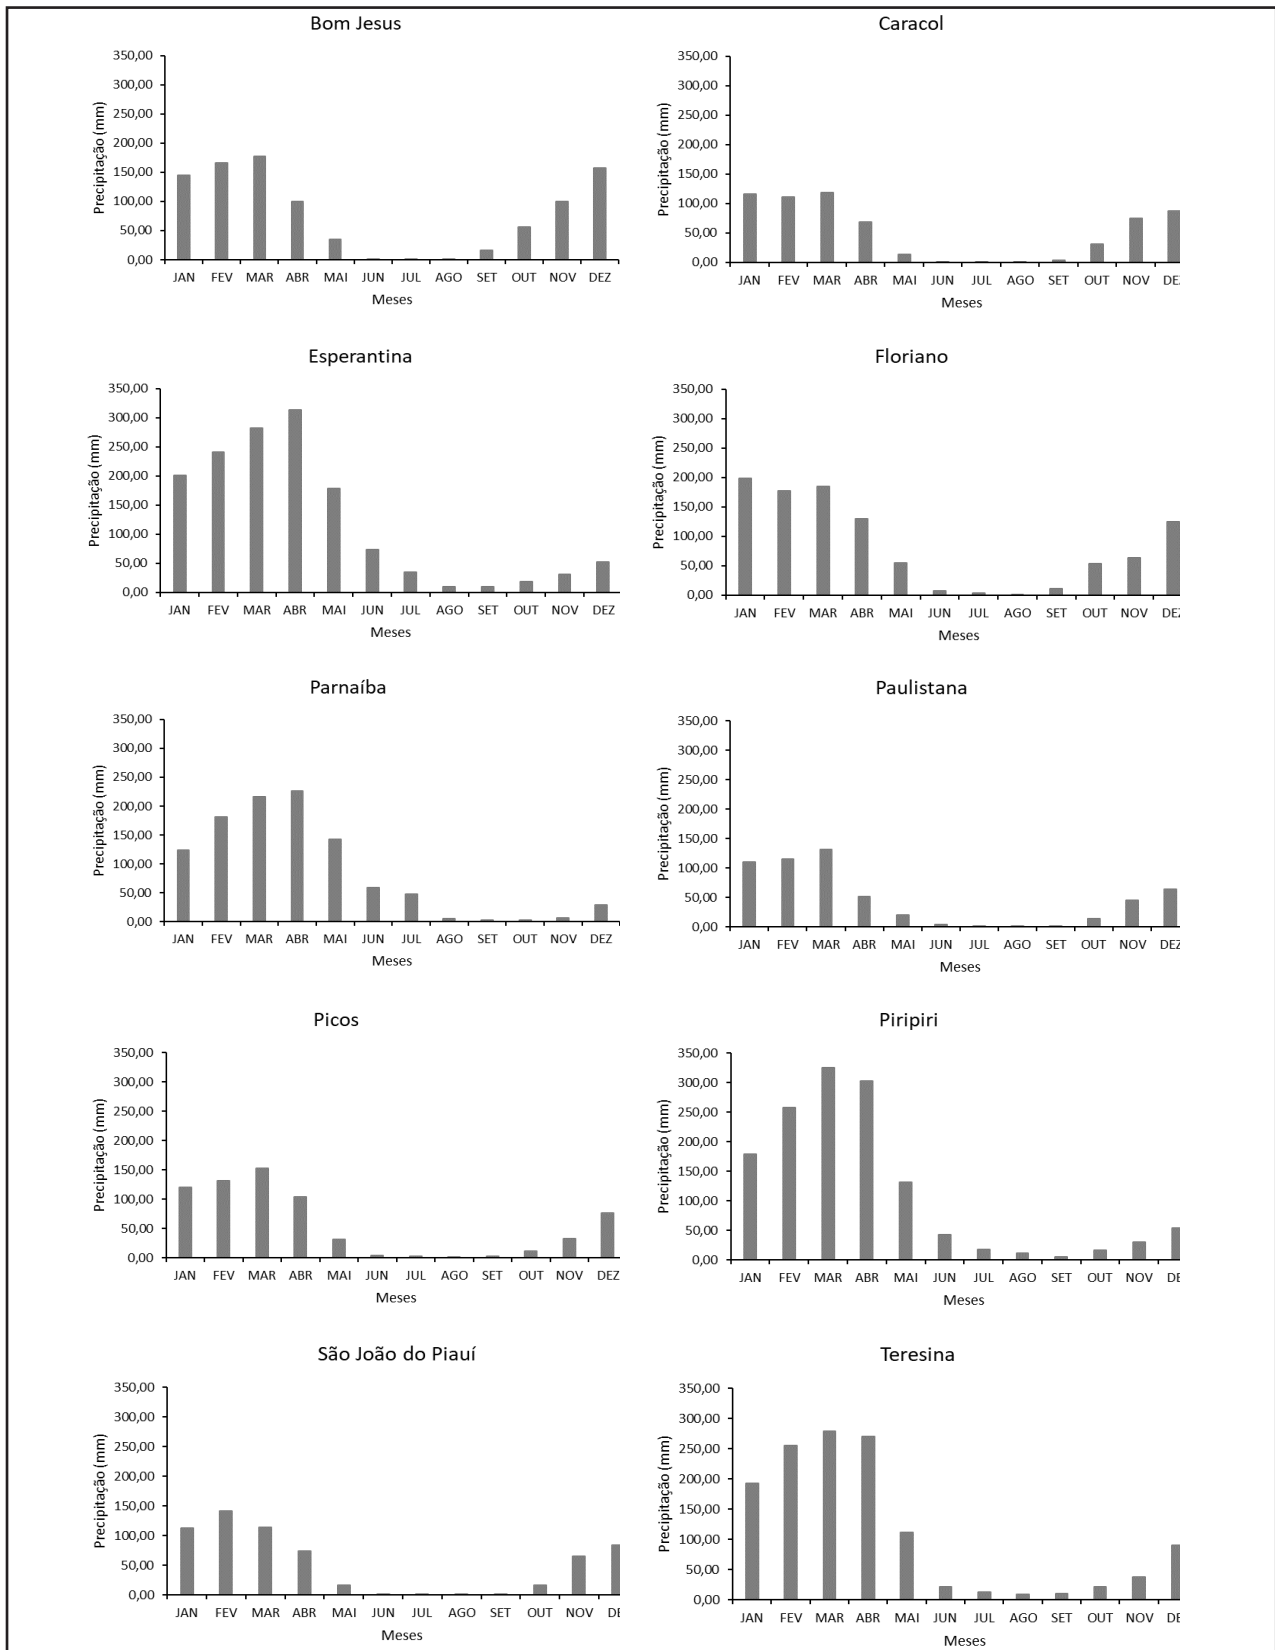 Bom Jesus
Precipitação (mm)
350,00
300,00
250,00
200,00
150,00
100,00
50,00
0,00
JAN FEV MAR ABR MAI JUN JUL AGO SET OUT NOV DEZ
Meses
Caracol
Precipitação (mm)
350,00
300,00
250,00
200,00
150,00
100,00
50,00
0,00
JAN FEV MAR ABR MAI JUN JUL AGO SET OUT NOV DEZ
Meses
Esperantina
Precipitação (mm)
350,00
300,00
250,00
200,00
150,00
100,00
50,00
0,00
JAN FEV MAR ABR MAI JUN JUL AGO SET OUT NOV DEZ
Meses
Floriano
Precipitação (mm)
350,00
300,00
250,00
200,00
150,00
100,00
50,00
0,00
JAN FEV MAR ABR MAI JUN JUL AGO SET OUT NOV DEZ
Meses
Parnaíba
Precipitação (mm)
350,00
300,00
250,00
200,00
150,00
100,00
50,00
0,00
JAN FEV MAR ABR MAI JUN JUL AGO SET OUT NOV DEZ
Meses
Paulistana
Precipitação (mm)
350,00
300,00
250,00
200,00
150,00
100,00
50,00
0,00
JAN FEV MAR ABR MAI JUN JUL AGO SET OUT NOV DEZ
Meses
Picos
Precipitação (mm)
350,00
300,00
250,00
200,00
150,00
100,00
50,00
0,00
JAN FEV MAR ABR MAI JUN JUL AGO SET OUT NOV DEZ
Meses
Piripiri
Precipitação (mm)
350,00
300,00
250,00
200,00
150,00
100,00
50,00
0,00
JAN FEV MAR ABR MAI JUN JUL AGO SET OUT NOV DE
Meses
São João do Piauí
Precipitação (mm)
350,00
300,00
250,00
200,00
150,00
100,00
50,00
0,00
JAN FEV MAR ABR MAI JUN JUL AGO SET OUT NOV DE
Meses
Teresina
Precipitação (mm)
350,00
300,00
250,00
200,00
150,00
100,00
50,00
0,00
JAN FEV MAR ABR MAI JUN JUL AGO SET OUT NOV DE
Meses